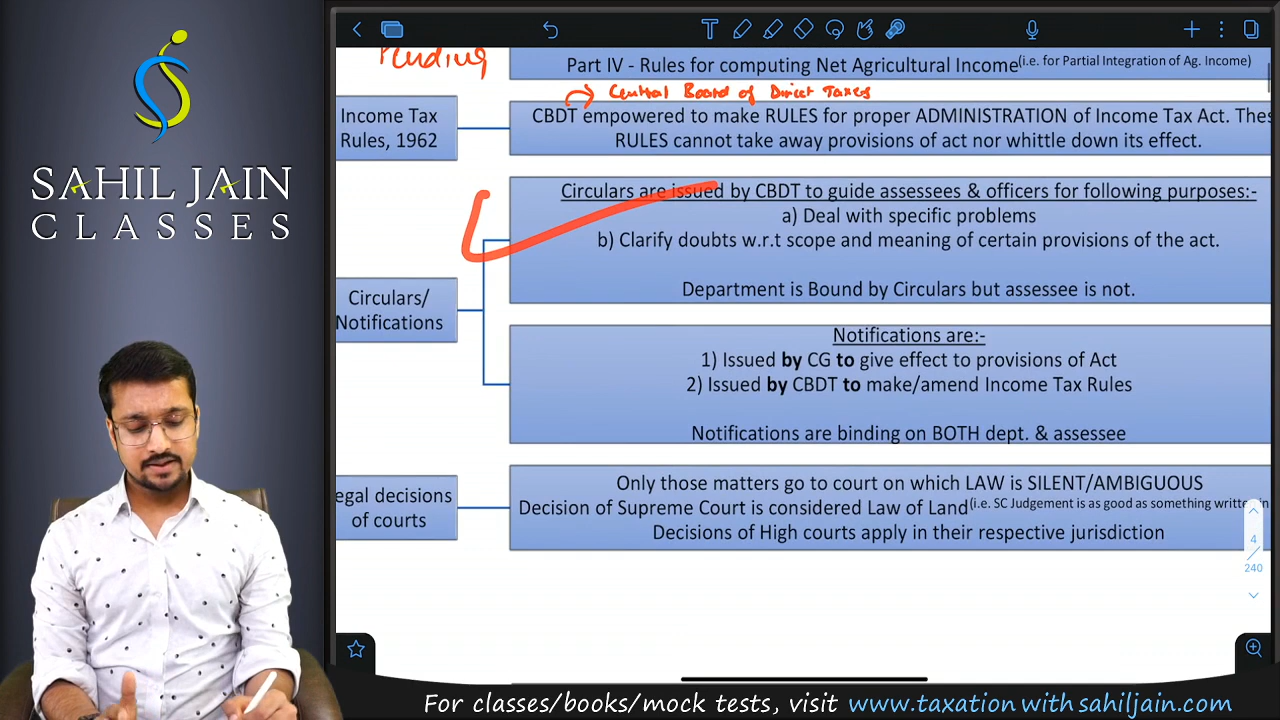 SAHIL JAIN
CLASSES
Pending
Part IV - Rules for computing Net Agricultural Income(i.e. for Partial Integration of Ag. Income)
Central Board of Direct Taxes
Income Tax
Rules, 1962
CBDT empowered to make RULES for proper ADMINISTRATION of Income Tax Act. Thes
RULES cannot take away provisions of act nor whittle down its effect.
Circulars/
Notifications
Circulars are issued by CBDT to guide assessees & officers for following purposes:-
a) Deal with specific problems
b) Clarify doubts w.r.t scope and meaning of certain provisions of the act.
Department is Bound by Circulars but assessee is not.
Notifications are:-
1) Issued by CG to give effect to provisions of Act
2) Issued by CBDT to make/amend Income Tax Rules
Notifications are binding on BOTH dept. & assessee
egal decisions
of courts
Only those matters go to court on which LAW is SILENT/AMBIGUOUS
Decision of Supreme Court is considered Law of Land(i.e. SC Judgement is as good as something written in
Decisions of High courts apply in their respective jurisdiction
4
240
For classes/books/mock tests, visit www.taxationwithsahiljain.com